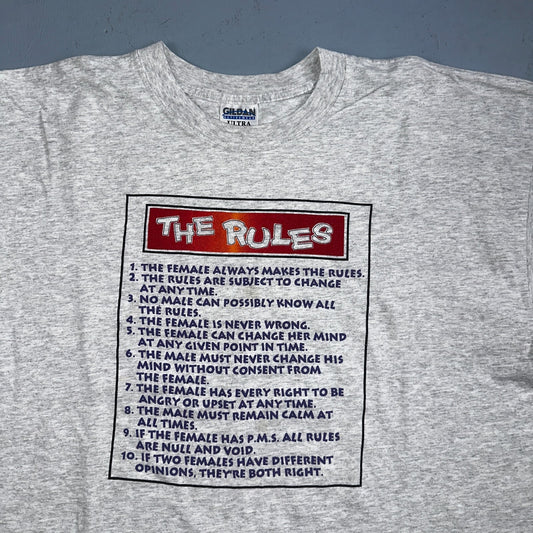 GILDAN
ACTIVEWEAR
ULTRA
THE RULES
1. THE FEMALE ALWAYS MAKES THE RULES.
2. THE RULES ARE SUBJECT TO CHANGE
AT ANY TIME.
3. NO MALE CAN POSSIBLY KNOW ALL
THE RULES.
4. THE FEMALE IS NEVER WRONG.
5. THE FEMALE CAN CHANGE HER MIND
AT ANY GIVEN POINT IN TIME.
6. THE MALE MUST NEVER CHANGE HIS
MIND WITHOUT CONSENT FROM
THE FEMALE.
7. THE FEMALE HAS EVERY RIGHT TO BE
ANGRY OR UPSET AT ANY TIME.
8. THE MALE MUST REMAIN CALM AT
ALL TIMES.
9. IF THE FEMALE HAS P.M.S. ALL RULES
ARE NULL AND VOID.
10. IF TWO FEMALES HAVE DIFFERENT
OPINIONS, THEY'RE BOTH RIGHT.